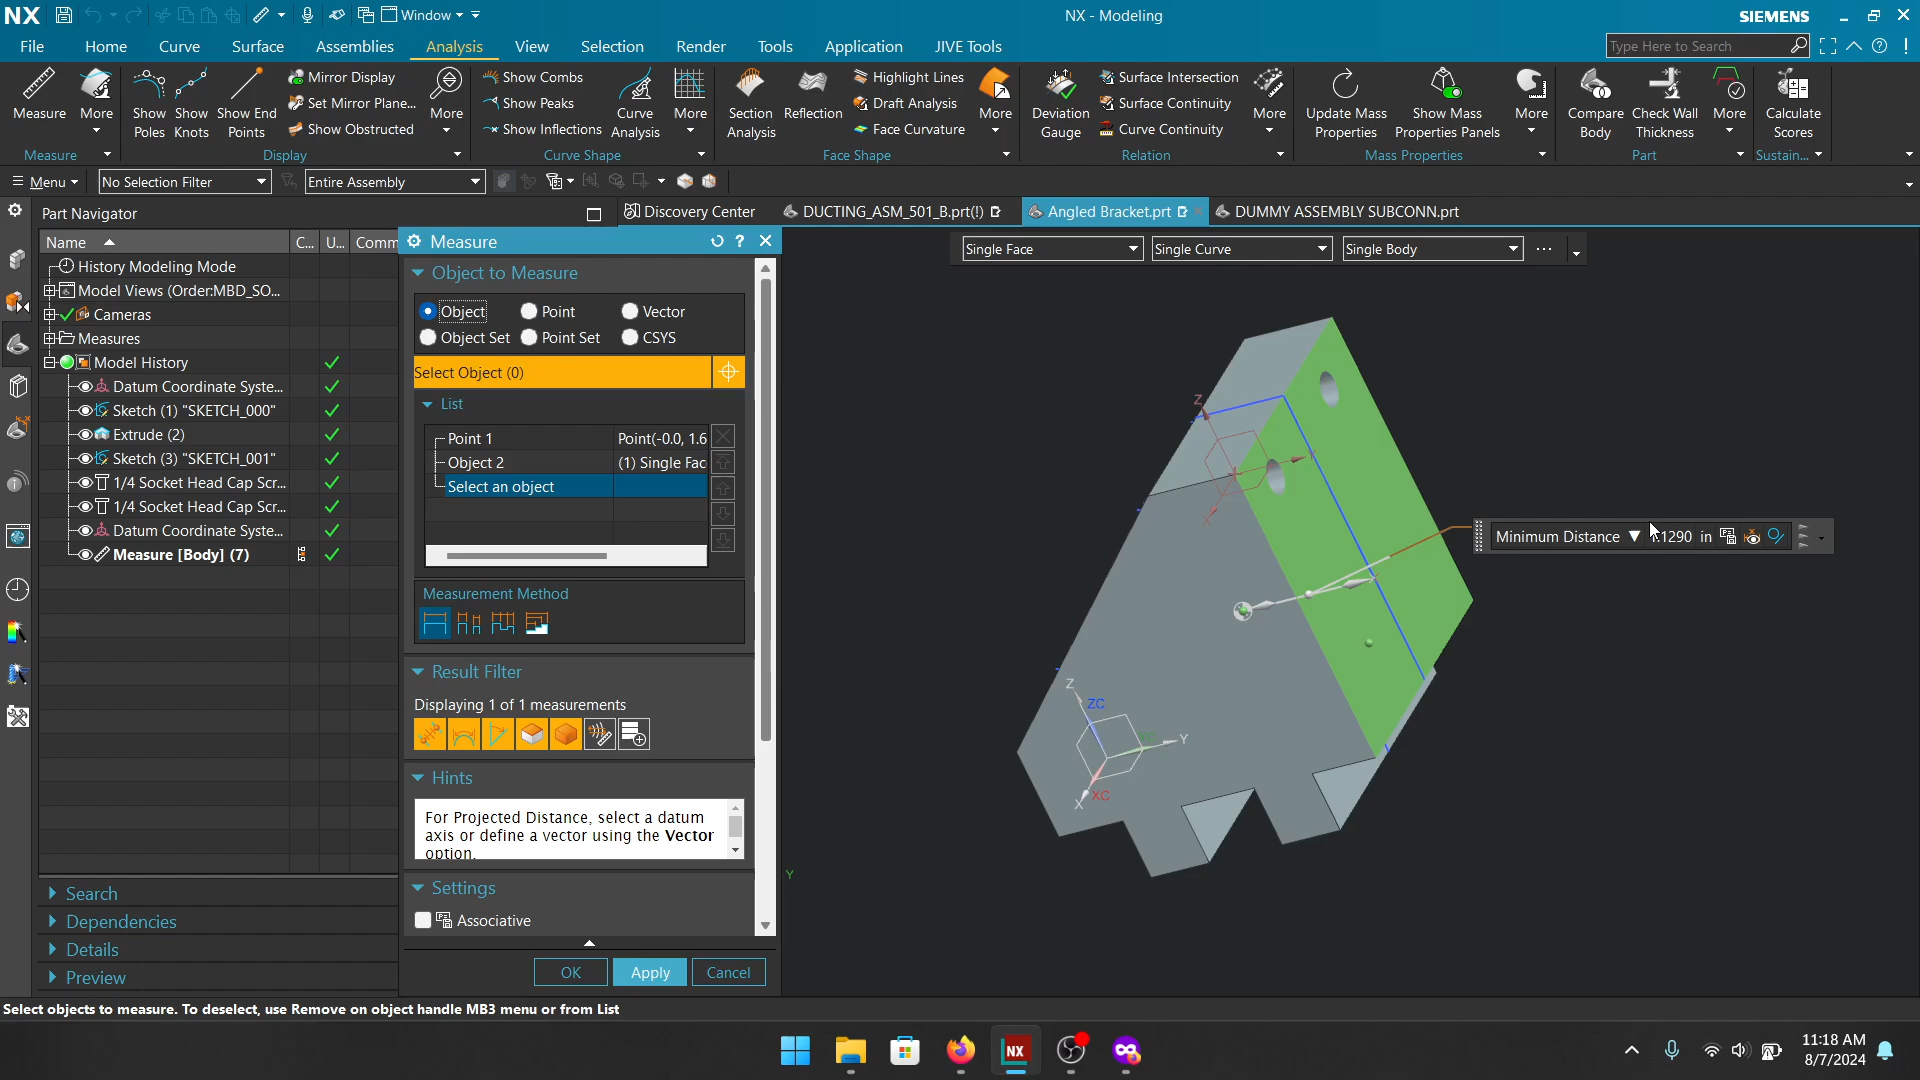 NX
Window
NX - Modeling
SIEMENS
File
Home
Curve
Surface
Assemblies
Analysis
View
Selection
Render
Tools
Application
JIVE Tools
Type Here to Search
Measure
More
Show Poles
Show Knots
Show End Points
Mirror Display
Set Mirror Plane...
Show Obstructed
More
Show Combs
Show Peaks
Show Inflections
Curve Analysis
More
Section Analysis
Reflection
Highlight Lines
Draft Analysis
Face Curvature
More
Deviation Gauge
Surface Intersection
Surface Continuity
Curve Continuity
More
Update Mass Properties
Show Mass Properties Panels
More
Compare Body
Check Wall Thickness
More
Calculate Scores
Measure
Display
Curve Shape
Face Shape
Relation
Mass Properties
Part
Sustain...
Menu
No Selection Filter
Entire Assembly
Part Navigator
Discovery Center
DUCTING_ASM_501_B.prt(!)
Angled Bracket.prt
DUMMY ASSEMBLY SUBCONN.prt
Name
C...
U...
Comm
History Modeling Mode
Model Views (Order:MBD_SO...
Cameras
Measures
Model History
Datum Coordinate Syste...
Sketch (1) "SKETCH_000"
Extrude (2)
Sketch (3) "SKETCH_001"
1/4 Socket Head Cap Scr...
1/4 Socket Head Cap Scr...
Datum Coordinate Syste...
Measure [Body] (7)
Search
Dependencies
Details
Preview
Measure
Object to Measure
Object
Point
Vector
Object Set
Point Set
CSYS
Select Object (0)
List
Point 1
Point(-0.0, 1.6
Object 2
(1) Single Fac
Select an object
Measurement Method
Result Filter
Displaying 1 of 1 measurements
Hints
For Projected Distance, select a datum
axis or define a vector using the Vector
option.
Settings
Associative
OK
Apply
Cancel
Single Face
Single Curve
Single Body
Minimum Distance
1290 in
Z
X
Z
ZC
Y
X
XC
Y
Select objects to measure. To deselect, use Remove on object handle MB3 menu or from List
NX
11:18 AM
8/7/2024